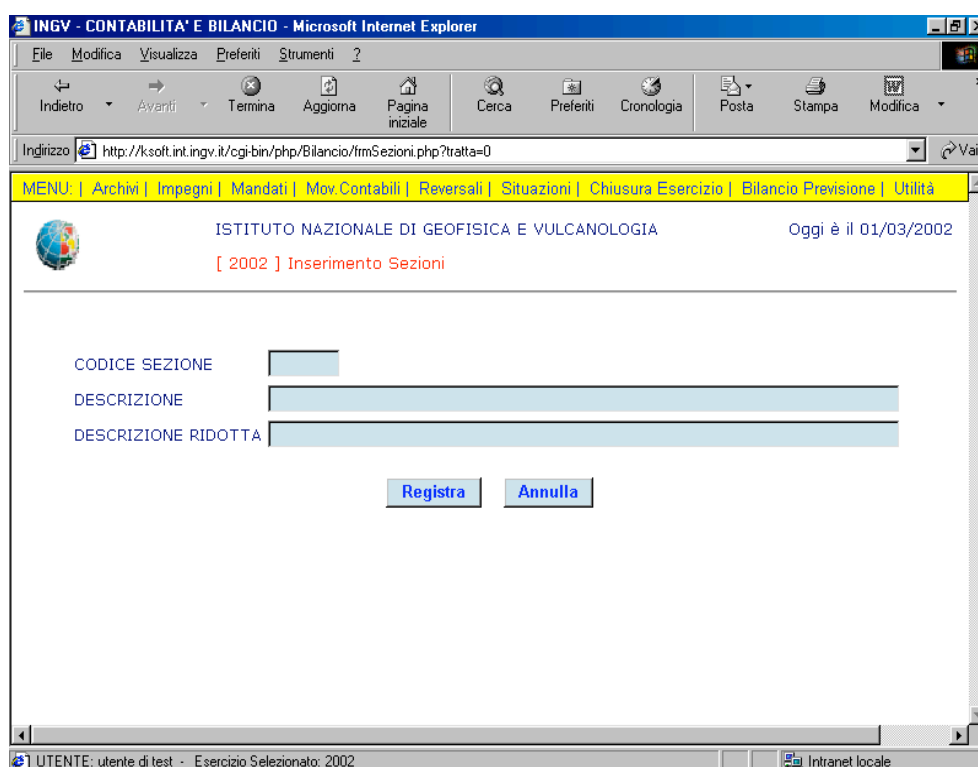 INGV - CONTABILITA' E BILANCIO - Microsoft Internet Explorer
File Modifica Visualizza Preferiti Strumenti ?
Indietro Avanti Termina Aggiorna Pagina iniziale Cerca Preferiti Cronologia Posta Stampa Modifica
Indirizzo http://ksoft.int.ingv.it/cgi-bin/php/Bilancio/frmSezioni.php?tratta=0 Vai
MENU: | Archivi | Impegni | Mandati | Mov.Contabili | Reversali | Situazioni | Chiusura Esercizio | Bilancio Previsione | Utilità
ISTITUTO NAZIONALE DI GEOFISICA E VULCANOLOGIA Oggi è il 01/03/2002
[ 2002 ] Inserimento Sezioni
CODICE SEZIONE
DESCRIZIONE
DESCRIZIONE RIDOTTA
Registra Annulla
UTENTE: utente di test - Esercizio Selezionato: 2002 Intranet locale